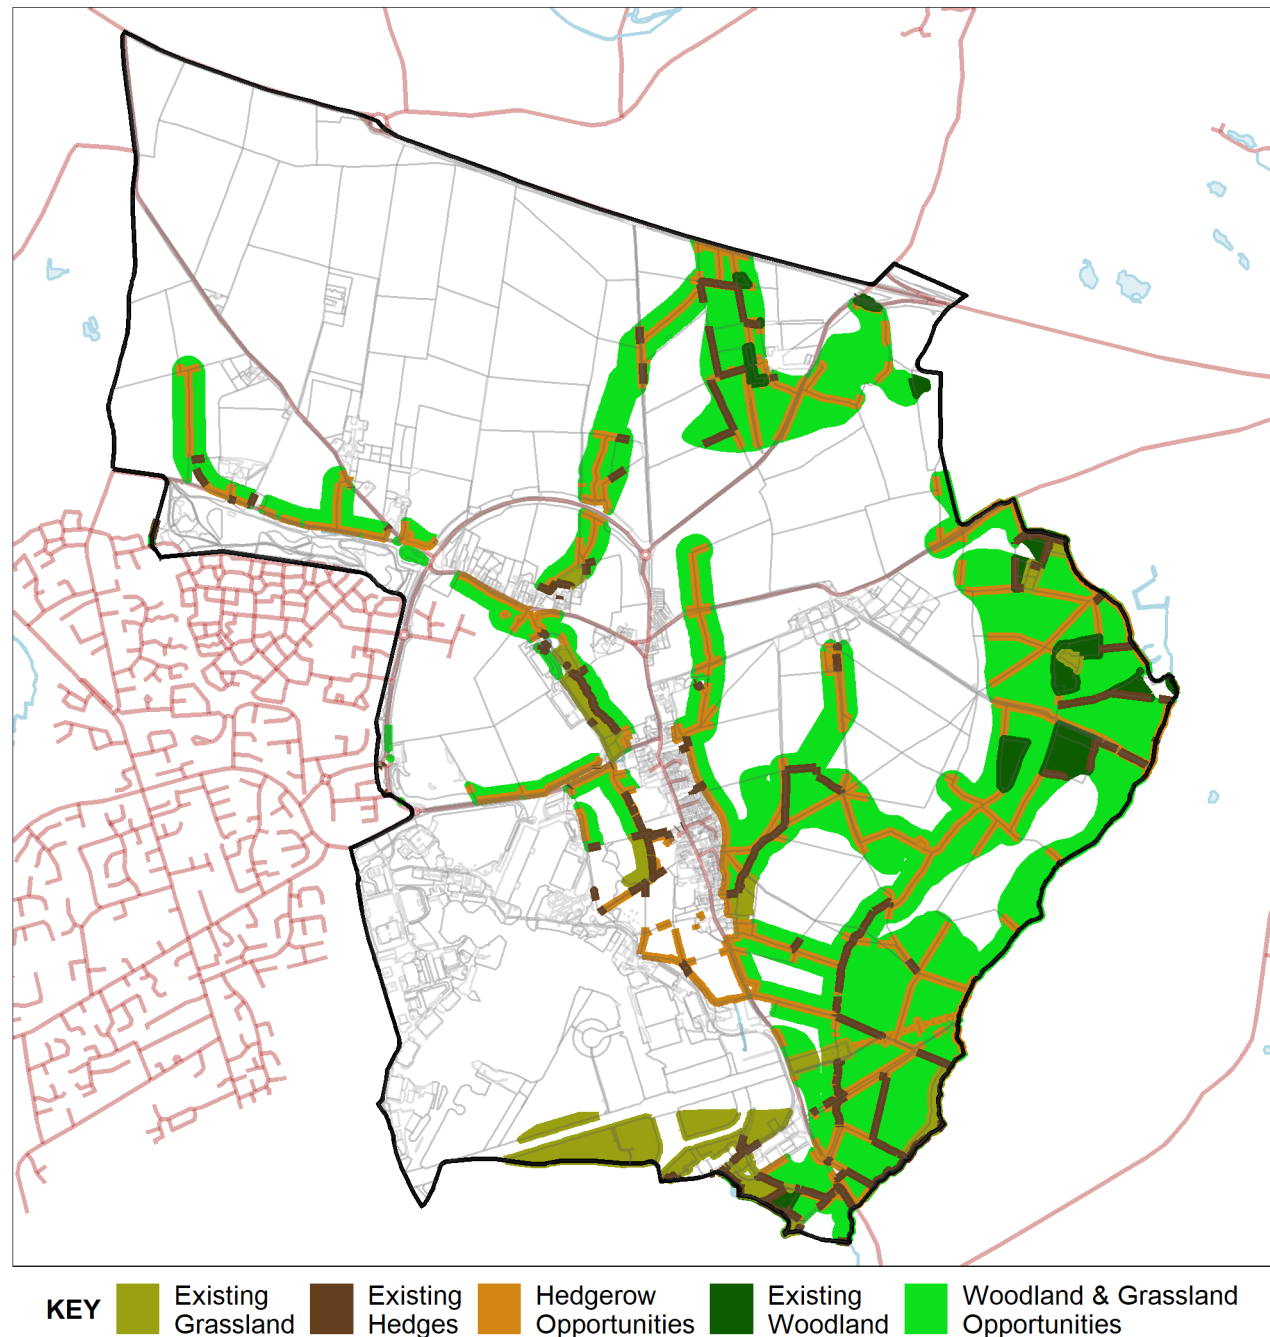 KEY
Existing Grassland
Existing Hedges
Hedgerow Opportunities
Existing Woodland
Woodland & Grassland Opportunities